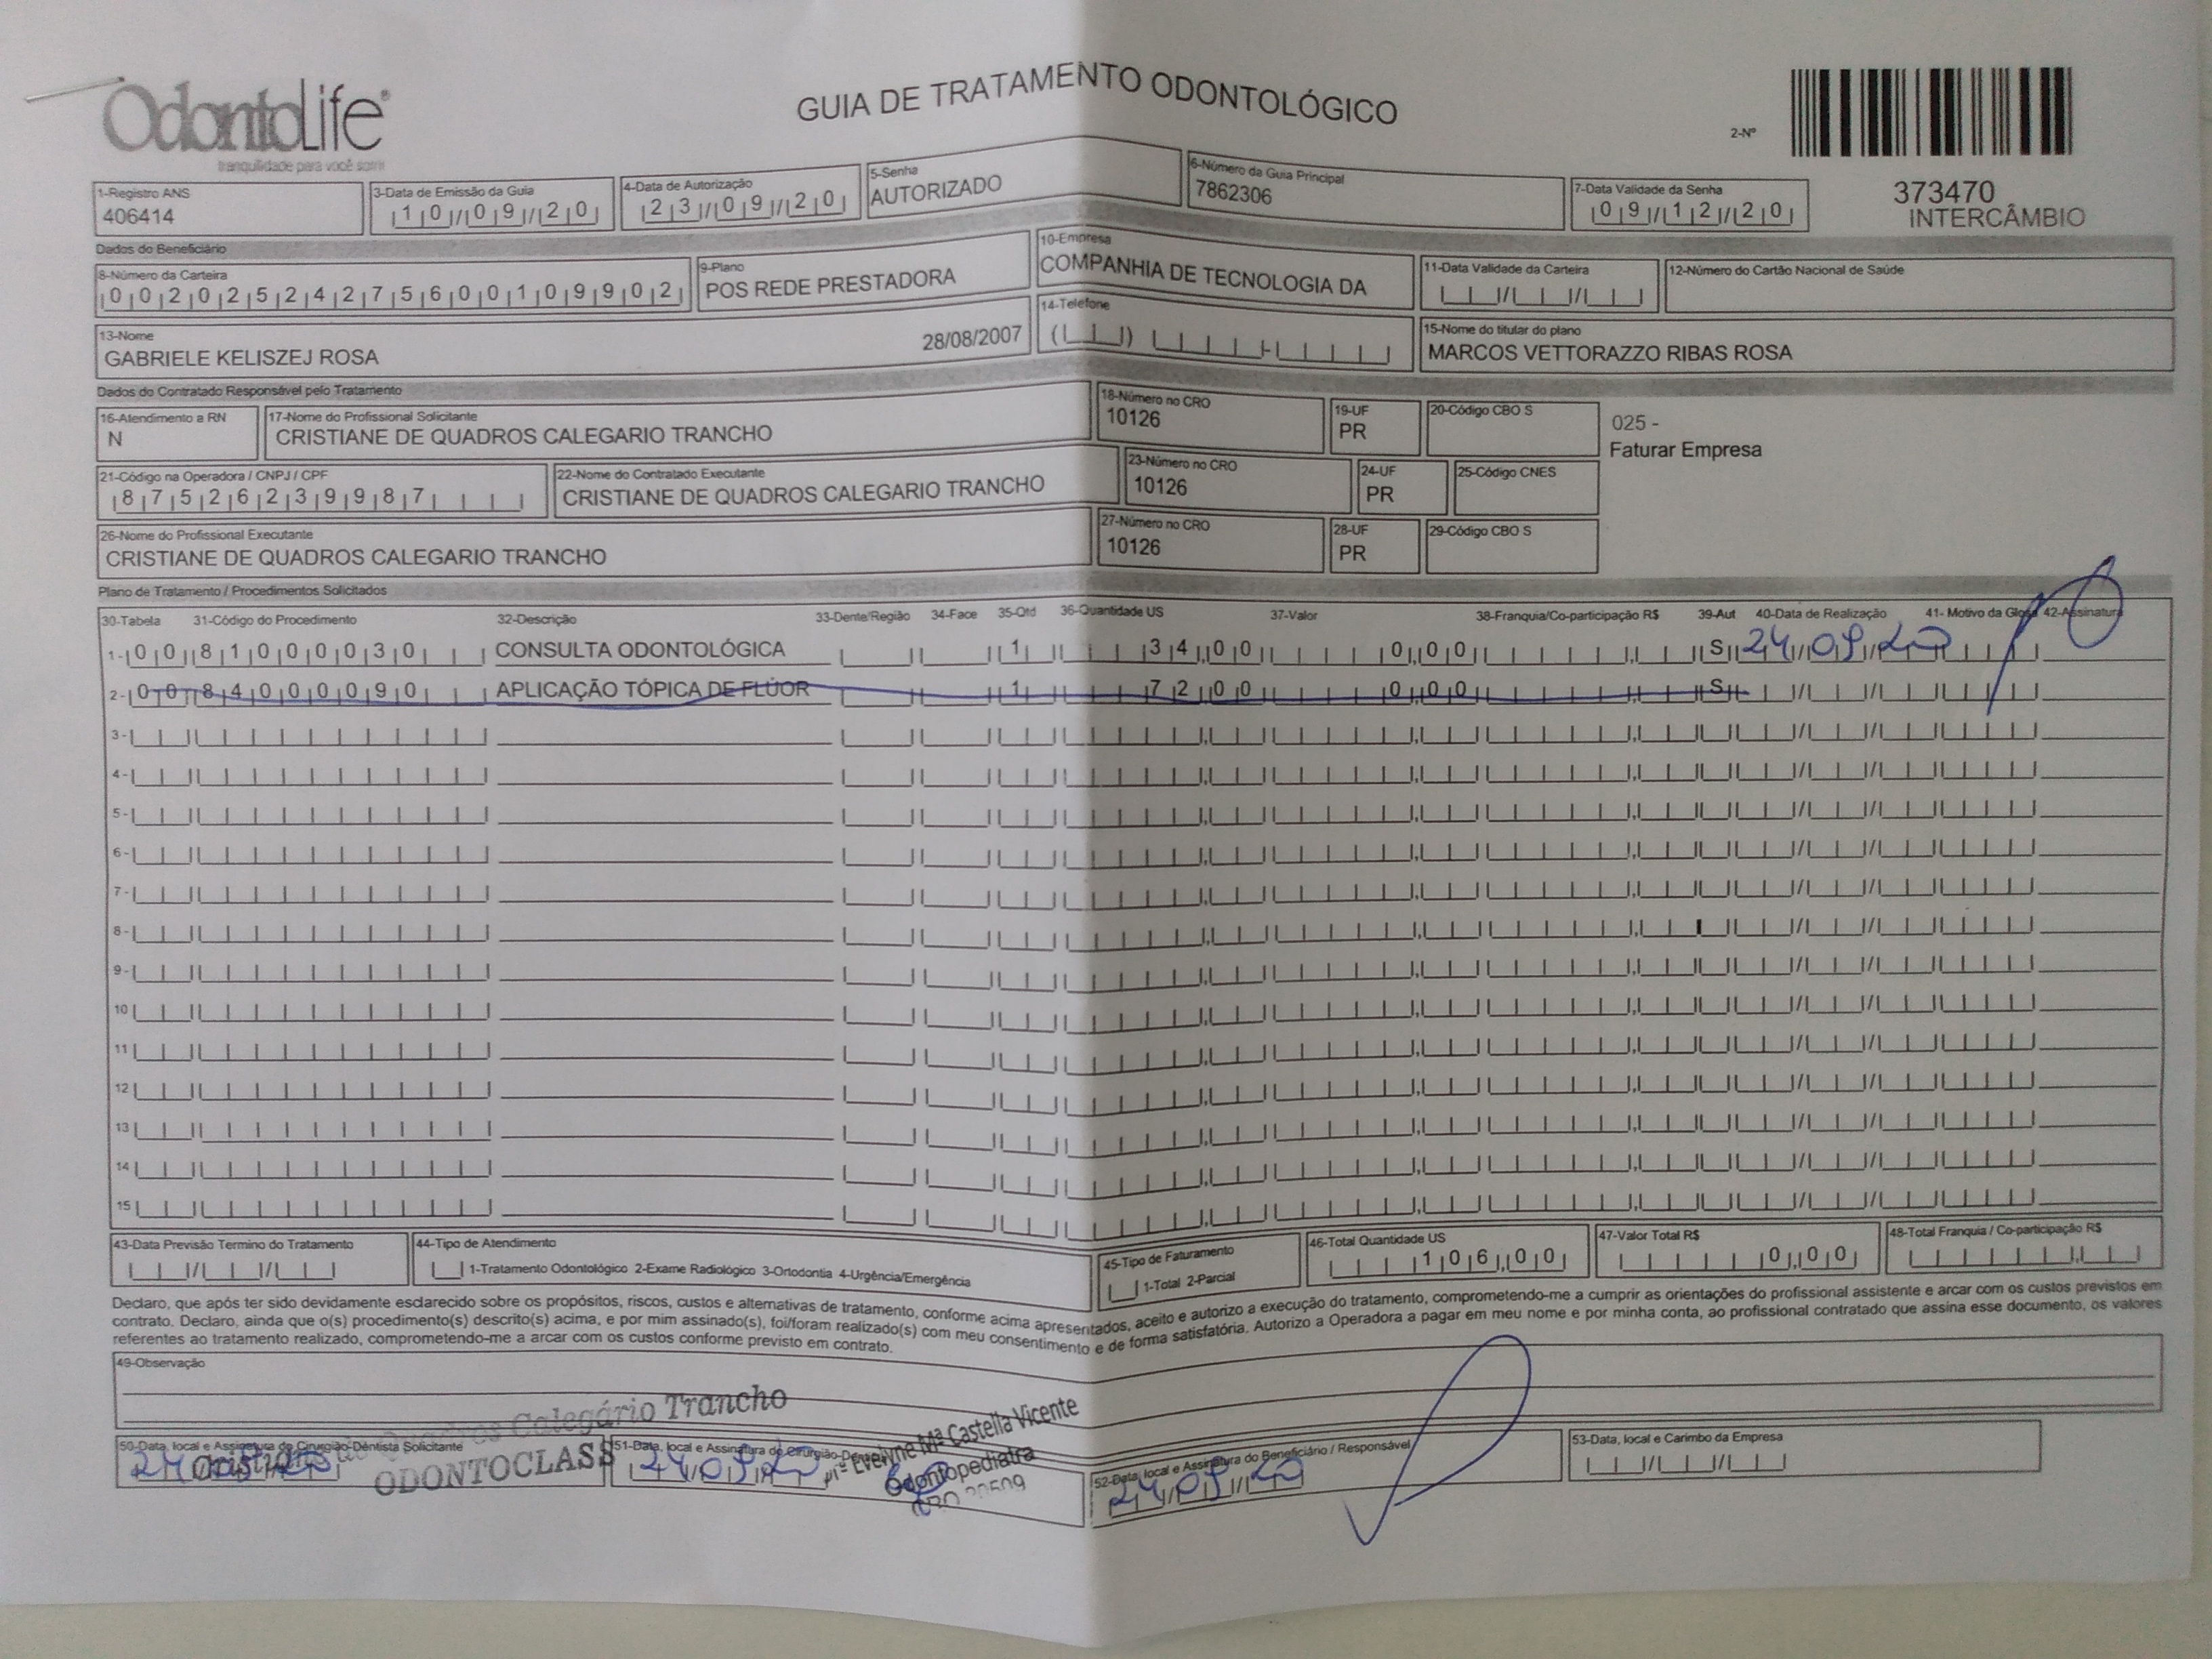 OdontoLife®
tranquilidade para você sorrir
GUIA DE TRATAMENTO ODONTOLÓGICO
2-Nº
373470
INTERCÂMBIO
1-Registro ANS
406414
3-Data de Emissão da Guia
10/09/20
4-Data de Autorização
23/09/20
5-Senha
AUTORIZADO
6-Número da Guia Principal
7862306
7-Data Validade da Senha
09/12/20
Dados do Beneficiário
8-Número da Carteira
00202524275600109902
9-Plano
POS REDE PRESTADORA
10-Empresa
COMPANHIA DE TECNOLOGIA DA
11-Data Validade da Carteira
12-Número do Cartão Nacional de Saúde
13-Nome
GABRIELE KELISZEJ ROSA 28/08/2007
14-Telefone
15-Nome do titular do plano
MARCOS VETTORAZZO RIBAS ROSA
Dados do Contratado Responsável pelo Tratamento
16-Atendimento a RN
N
17-Nome do Profissional Solicitante
CRISTIANE DE QUADROS CALEGARIO TRANCHO
18-Número no CRO
10126
19-UF
PR
20-Código CBO S
025 -
Faturar Empresa
21-Código na Operadora / CNPJ / CPF
87526239987
22-Nome do Contratado Executante
CRISTIANE DE QUADROS CALEGARIO TRANCHO
23-Número no CRO
10126
24-UF
PR
25-Código CNES
26-Nome do Profissional Executante
CRISTIANE DE QUADROS CALEGARIO TRANCHO
27-Número no CRO
10126
28-UF
PR
29-Código CBO S
Plano de Tratamento / Procedimentos Solicitados
30-Tabela 31-Código do Procedimento 32-Descrição 33-Dente/Região 34-Face 35-Qtd 36-Quantidade US 37-Valor 38-Franquia/Co-participação R$ 39-Aut 40-Data de Realização 41- Motivo da Glosa 42-Assinatura
1- 00 81000030 CONSULTA ODONTOLÓGICA 1 34,00 0,00 S 24/09/20
2- 00 84000090 APLICAÇÃO TÓPICA DE FLÚOR 1 72,00 0,00 S
3-
4-
5-
6-
7-
8-
9-
10
11
12
13
14
15
43-Data Previsão Termino do Tratamento
44-Tipo de Atendimento
1-Tratamento Odontológico 2-Exame Radiológico 3-Ortodontia 4-Urgência/Emergência
45-Tipo de Faturamento
1-Total 2-Parcial
46-Total Quantidade US
106,00
47-Valor Total R$
0,00
48-Total Franquia / Co-participação R$
Declaro, que após ter sido devidamente esclarecido sobre os propósitos, riscos, custos e alternativas de tratamento, conforme acima apresentados, aceito e autorizo a execução do tratamento, comprometendo-me a cumprir as orientações do profissional assistente e arcar com os custos previstos em
contrato. Declaro, ainda que o(s) procedimento(s) descrito(s) acima, e por mim assinado(s), foi/foram realizado(s) com meu consentimento e de forma satisfatória. Autorizo a Operadora a pagar em meu nome e por minha conta, ao profissional contratado que assina esse documento, os valores
referentes ao tratamento realizado, comprometendo-me a arcar com os custos conforme previsto em contrato.
49-Observação
50-Data, local e Assinatura do Cirurgião-Dentista Solicitante
24/09/20
Quadros Calegário Trancho
ODONTOCLASS
51-Data, local e Assinatura do Cirurgião-
24/09/20
Evelyne Mª Castella Vicente
Odontopediatra
52-Data, local e Assinatura do Beneficiário / Responsável
24/09/20
53-Data, local e Carimbo da Empresa